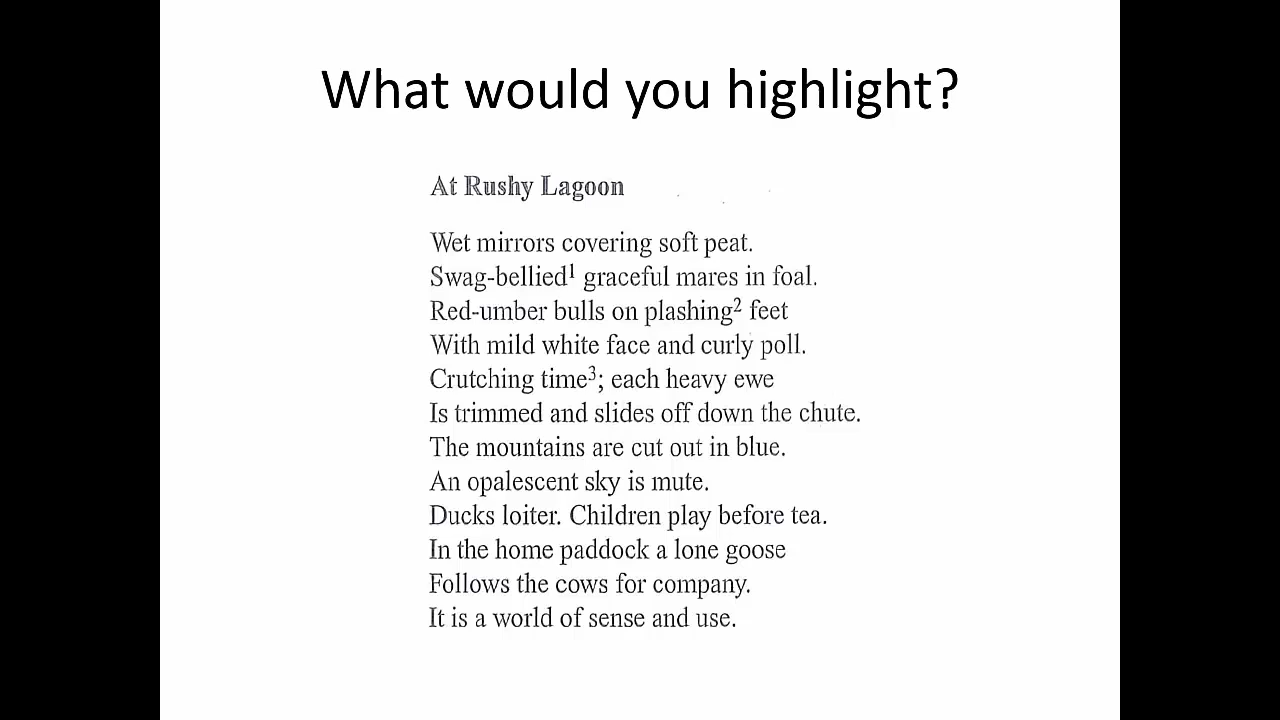 What would you highlight?
At Rushy Lagoon
Wet mirrors covering soft peat.
Swag-bellied¹ graceful mares in foal.
Red-umber bulls on plashing² feet
With mild white face and curly poll.
Crutching time³; each heavy ewe
Is trimmed and slides off down the chute.
The mountains are cut out in blue.
An opalescent sky is mute.
Ducks loiter. Children play before tea.
In the home paddock a lone goose
Follows the cows for company.
It is a world of sense and use.